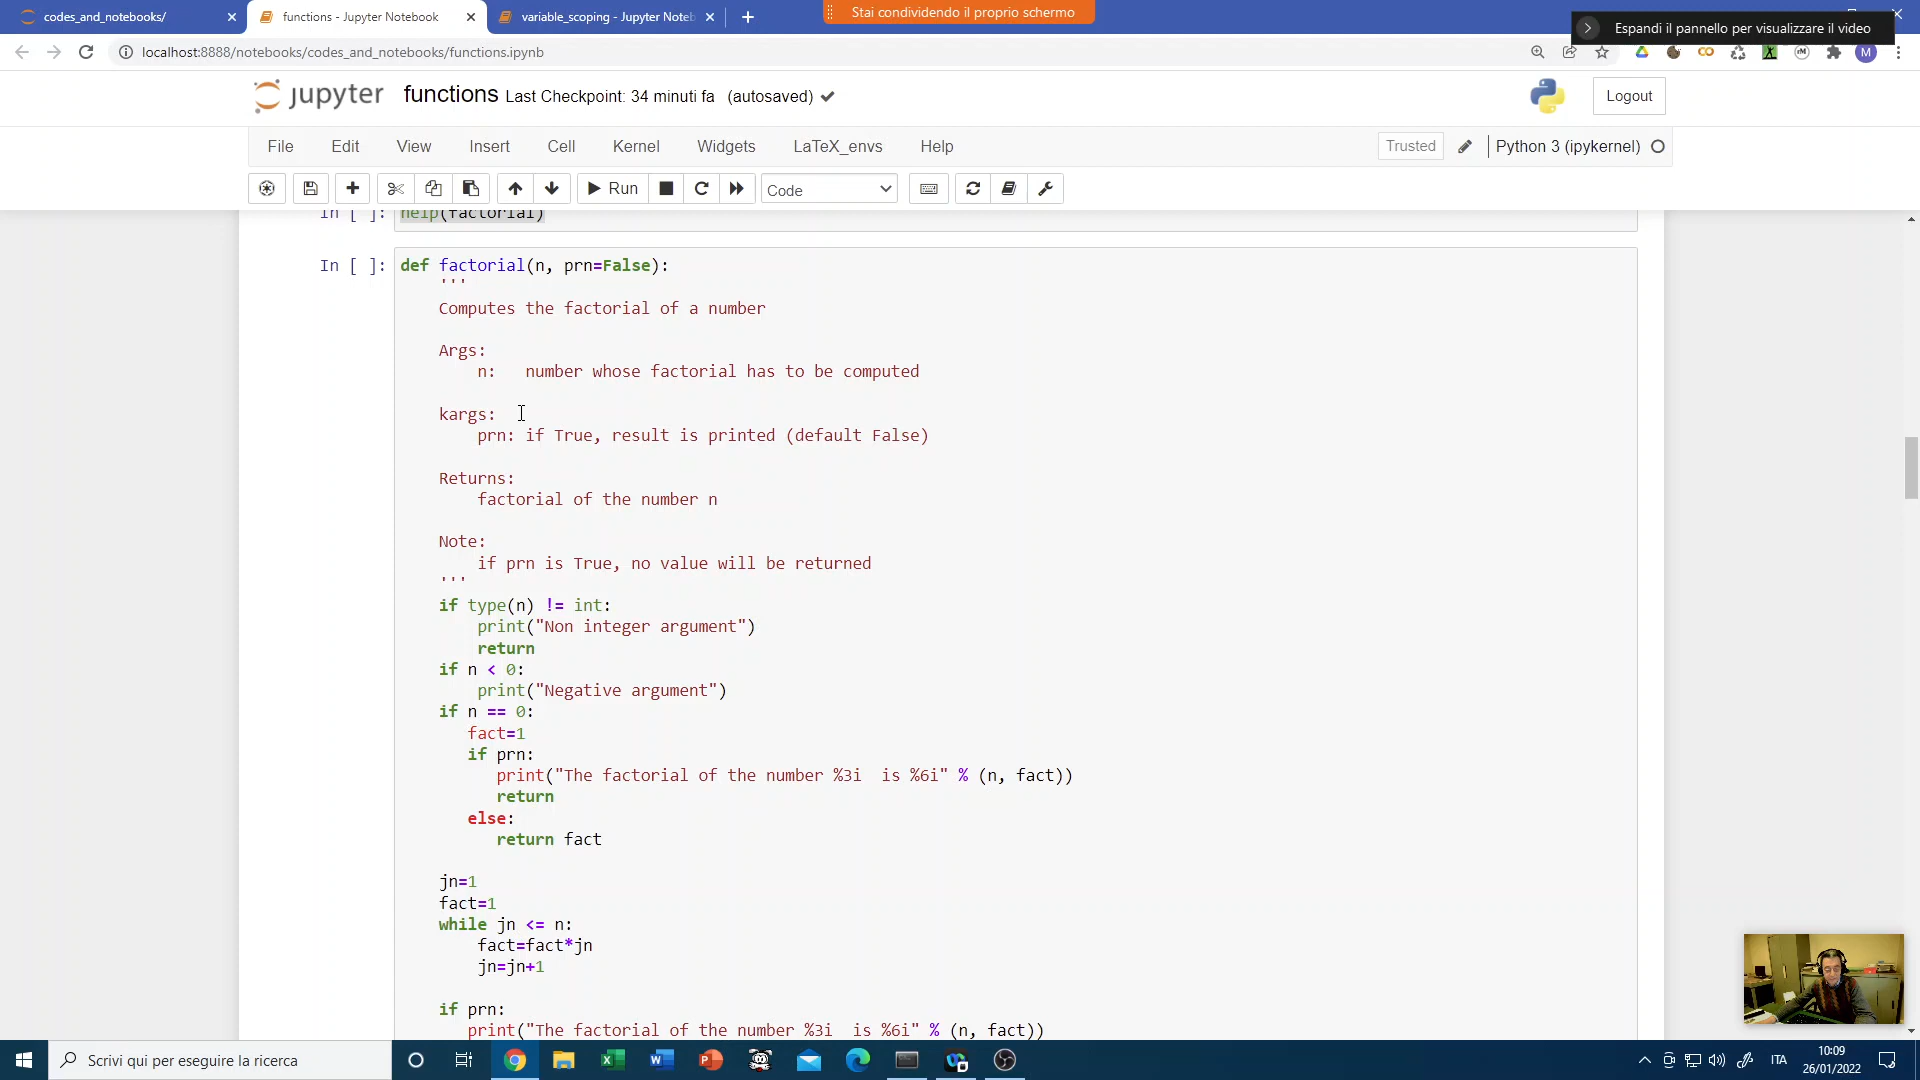 codes_and_notebooks/
functions - Jupyter Notebook
variable_scoping - Jupyter Noteb
Stai condividendo il proprio schermo
Espandi il pannello per visualizzare il video
localhost:8888/notebooks/codes_and_notebooks/functions.ipynb
M
jupyter functions Last Checkpoint: 34 minuti fa (autosaved)
Logout
File Edit View Insert Cell Kernel Widgets LaTeX_envs Help
Trusted
Python 3 (ipykernel)
Run
Code
In [ ]: help(factorial)
In [ ]: def factorial(n, prn=False):
'''
Computes the factorial of a number
Args:
n: number whose factorial has to be computed
kargs:
prn: if True, result is printed (default False)
Returns:
factorial of the number n
Note:
if prn is True, no value will be returned
'''
if type(n) != int:
print("Non integer argument")
return
if n < 0:
print("Negative argument")
if n == 0:
fact=1
if prn:
print("The factorial of the number %3i  is %6i" % (n, fact))
return
else:
return fact
jn=1
fact=1
while jn <= n:
fact=fact*jn
jn=jn+1
if prn:
print("The factorial of the number %3i  is %6i" % (n, fact))
Scrivi qui per eseguire la ricerca
ITA
10:09
26/01/2022